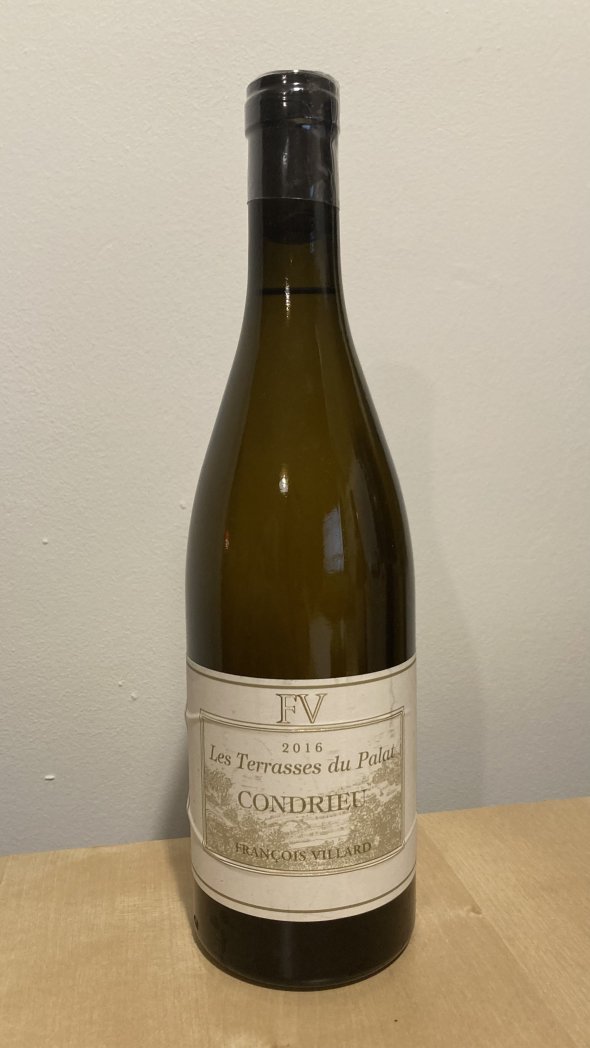 FV
2016
Les Terrasses du Palat
CONDRIEU
FRANÇOIS VILLARD